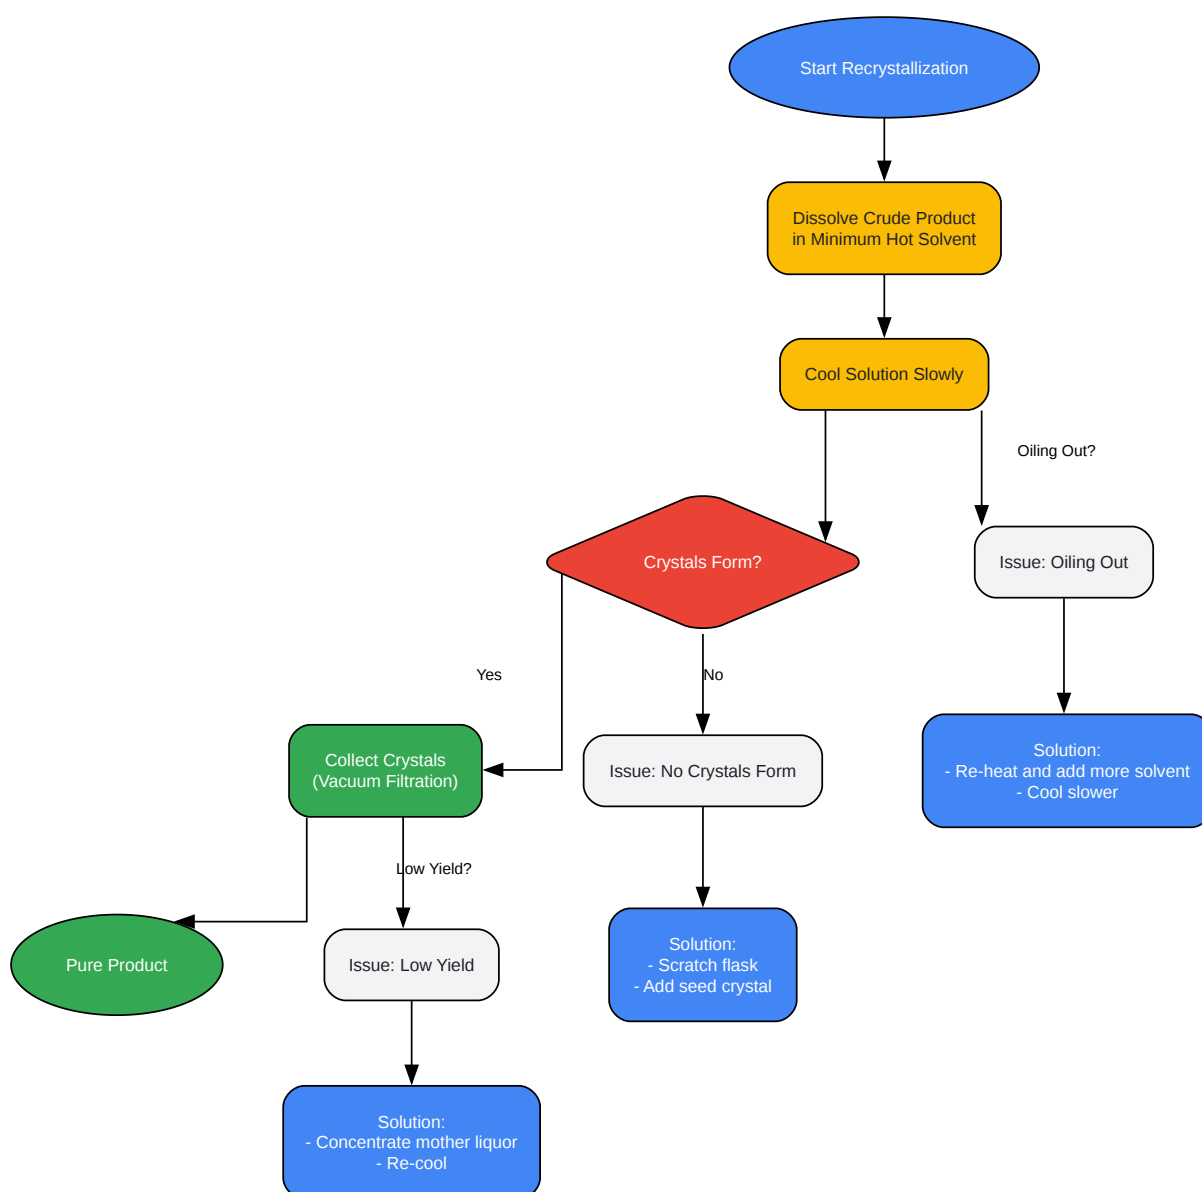 Start Recrystallization
Dissolve Crude Product
in Minimum Hot Solvent
Cool Solution Slowly
Oiling Out?
Crystals Form?
Issue: Oiling Out
Yes
No
Collect Crystals
(Vacuum Filtration)
Issue: No Crystals Form
Solution:
- Re-heat and add more solvent
- Cool slower
Low Yield?
Pure Product
Issue: Low Yield
Solution:
- Scratch flask
- Add seed crystal
Solution:
- Concentrate mother liquor
- Re-cool